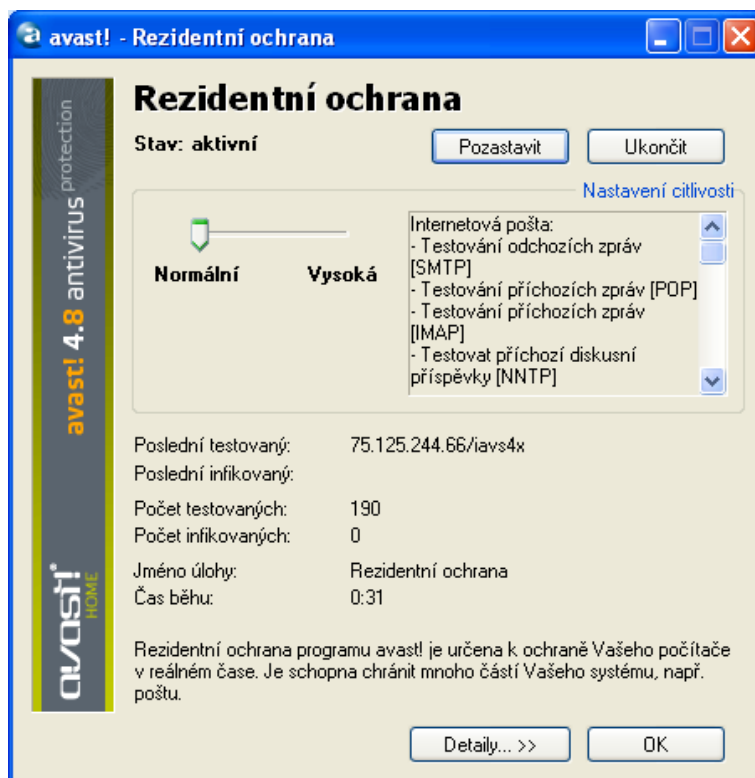 avast! - Rezidentní ochrana
Rezidentní ochrana
Stav: aktivní
Pozastavit
Ukončit
Nastavení citlivosti
Normální
Vysoká
Internetová pošta:
- Testování odchozích zpráv
[SMTP]
- Testování příchozích zpráv [POP]
- Testování příchozích zpráv
[IMAP]
- Testovat příchozí diskusní
příspěvky [NNTP]
Poslední testovaný: 75.125.244.66/iavs4x
Poslední infikovaný:
Počet testovaných: 190
Počet infikovaných: 0
Jméno úlohy: Rezidentní ochrana
Čas běhu: 0:31
Rezidentní ochrana programu avast! je určena k ochraně Vašeho počítače
v reálném čase. Je schopna chránit mnoho částí Vašeho systému, např.
poštu.
Detaily... >>
OK
avast! HOME
avast! 4.8 antivirus protection